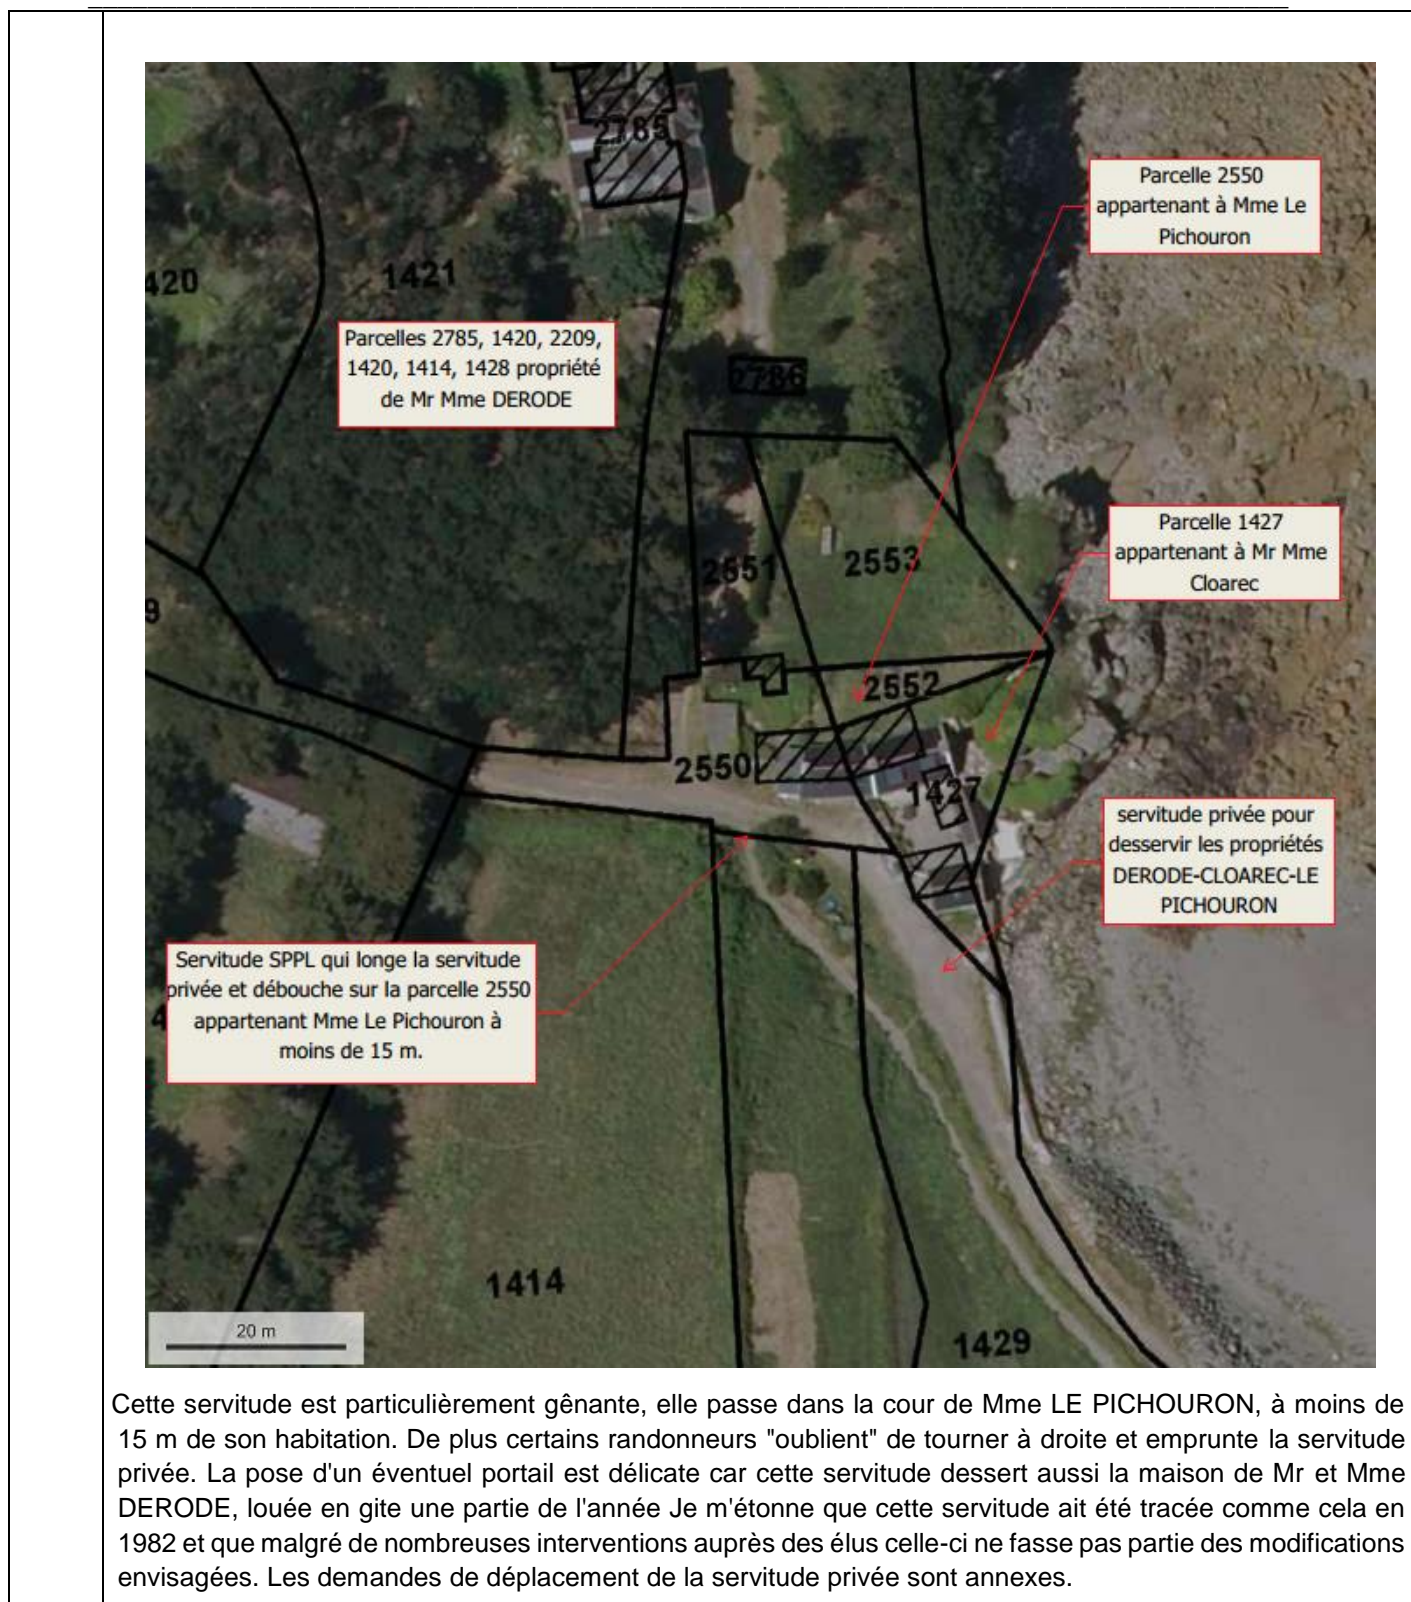 2785
Parcelle 2550
appartenant à Mme Le
Pichouron
420
1421
Parcelles 2785, 1420, 2209,
1420, 1414, 1428 propriété
de Mr Mme DERODE
2786
Parcelle 1427
appartenant à Mr Mme
Cloarec
2551
2553
9
2552
2550
1427
servitude privée pour
desservir les propriétés
DERODE-CLOAREC-LE
PICHOURON
Servitude SPPL qui longe la servitude
privée et débouche sur la parcelle 2550
appartenant Mme Le Pichouron à
moins de 15 m.
4
1414
20 m
1429
Cette servitude est particulièrement gênante, elle passe dans la cour de Mme LE PICHOURON, à moins de
15 m de son habitation. De plus certains randonneurs "oublient" de tourner à droite et emprunte la servitude
privée. La pose d'un éventuel portail est délicate car cette servitude dessert aussi la maison de Mr et Mme
DERODE, louée en gite une partie de l'année Je m'étonne que cette servitude ait été tracée comme cela en
1982 et que malgré de nombreuses interventions auprès des élus celle-ci ne fasse pas partie des modifications
envisagées. Les demandes de déplacement de la servitude privée sont annexes.